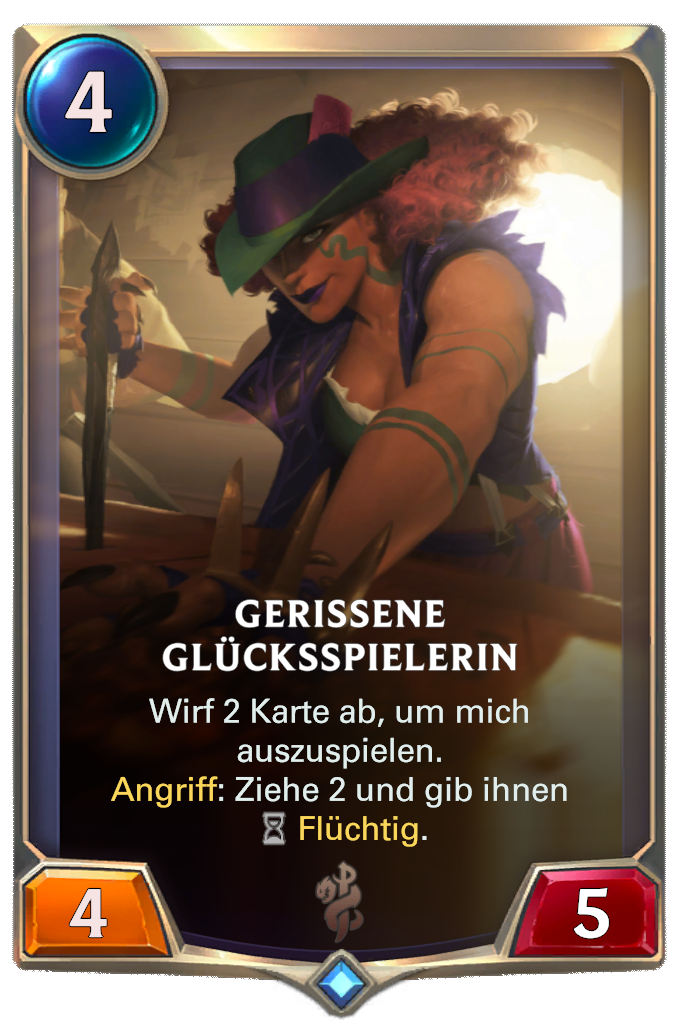 4
GERISSENE
GLÜCKSSPIELERIN
Wirf 2 Karte ab, um mich
auszuspielen.
Angriff: Ziehe 2 und gib ihnen
Flüchtig.
4
5